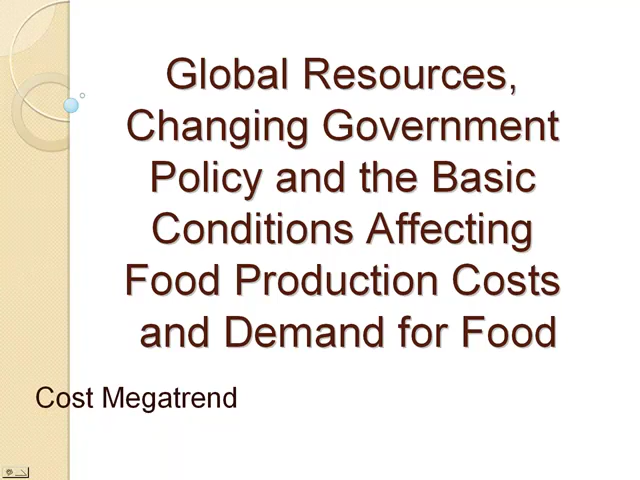 Global Resources,
Changing Government
Policy and the Basic
Conditions Affecting
Food Production Costs
and Demand for Food
Cost Megatrend